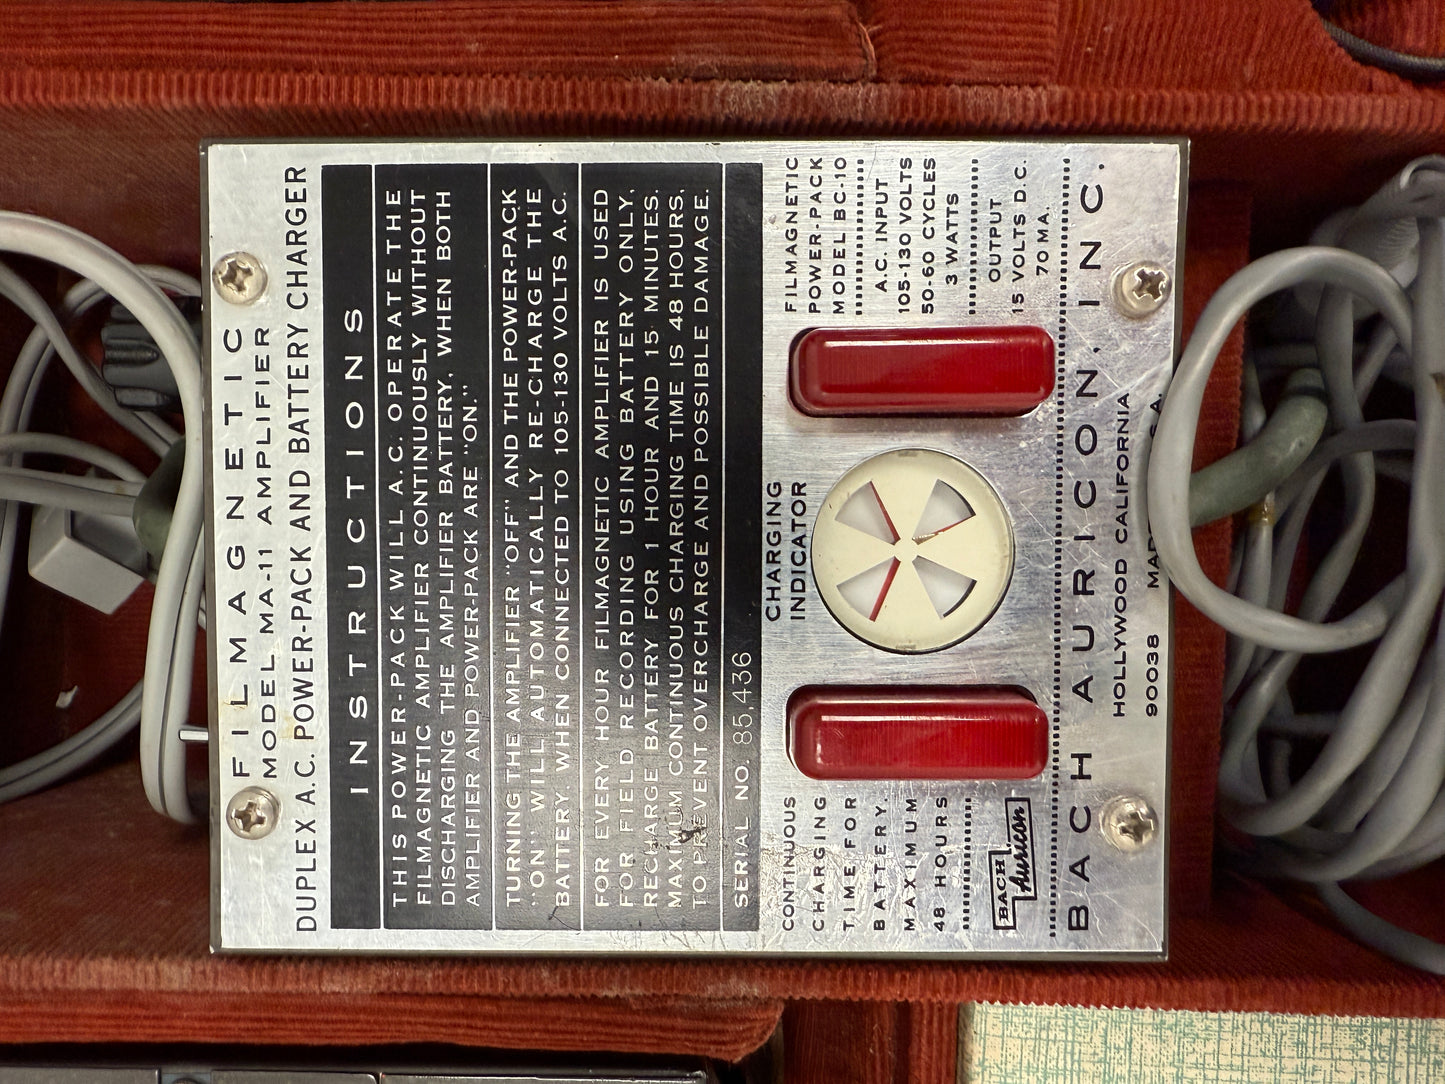 FILMAGNETIC
MODEL MA-11 AMPLIFIER
DUPLEX A.C. POWER-PACK AND BATTERY CHARGER
INSTRUCTIONS
THIS POWER-PACK WILL A.C. OPERATE THE
FILMAGNETIC AMPLIFIER CONTINUOUSLY WITHOUT
DISCHARGING THE AMPLIFIER BATTERY, WHEN BOTH
AMPLIFIER AND POWER-PACK ARE "ON."
TURNING THE AMPLIFIER "OFF" AND THE POWER-PACK
"ON" WILL AUTOMATICALLY RE-CHARGE THE
BATTERY WHEN CONNECTED TO 105-130 VOLTS A.C.
FOR EVERY HOUR FILMAGNETIC AMPLIFIER IS USED
FOR FIELD RECORDING USING BATTERY ONLY,
RECHARGE BATTERY FOR 1 HOUR AND 15 MINUTES.
MAXIMUM CONTINUOUS CHARGING TIME IS 48 HOURS,
TO PREVENT OVERCHARGE AND POSSIBLE DAMAGE.
SERIAL NO. 85436
CONTINUOUS
CHARGING
TIME FOR
BATTERY.
MAXIMUM
48 HOURS
BACH
Auricon
CHARGING
INDICATOR
FILMAGNETIC
POWER-PACK
MODEL BC-10
A.C. INPUT
105-130 VOLTS
50-60 CYCLES
3 WATTS
OUTPUT
15 VOLTS D.C.
70 MA.
BACH AURICON, INC.
HOLLYWOOD CALIFORNIA
90038 MAD S.A.